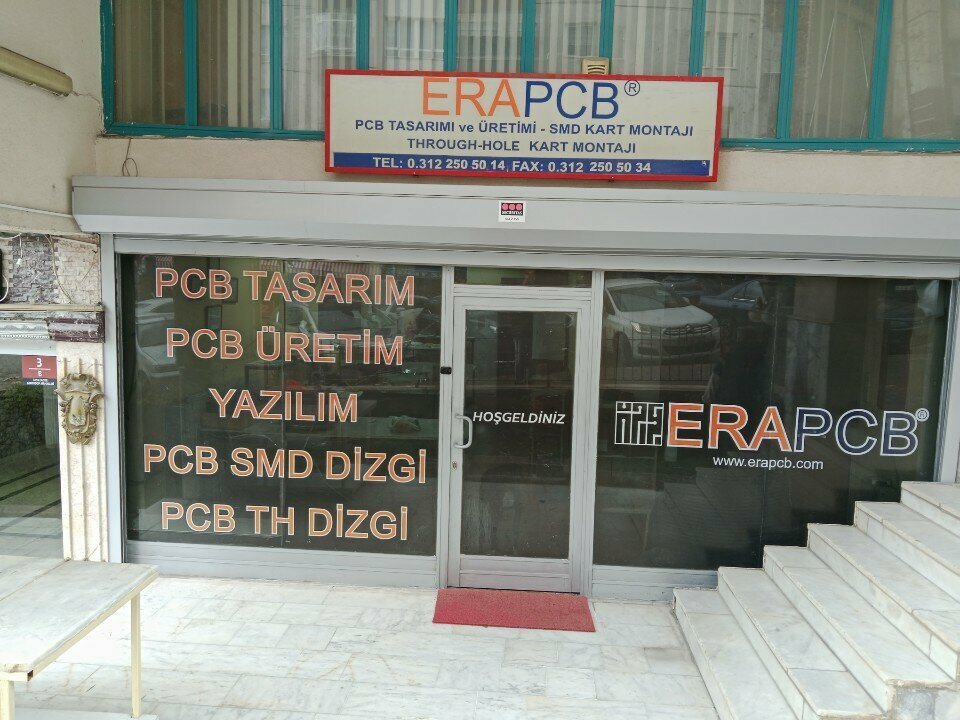 ERAPCB®
PCB TASARIMI ve ÜRETİMİ - SMD KART MONTAJI
THROUGH-HOLE KART MONTAJI
TEL: 0.312 250 50 14, FAX: 0.312 250 50 34
PCB TASARIM
PCB ÜRETİM
YAZILIM
PCB SMD DİZGİ
PCB TH DİZGİ
HOŞGELDİNİZ
ERAPCB®
www.erapcb.com
3
B